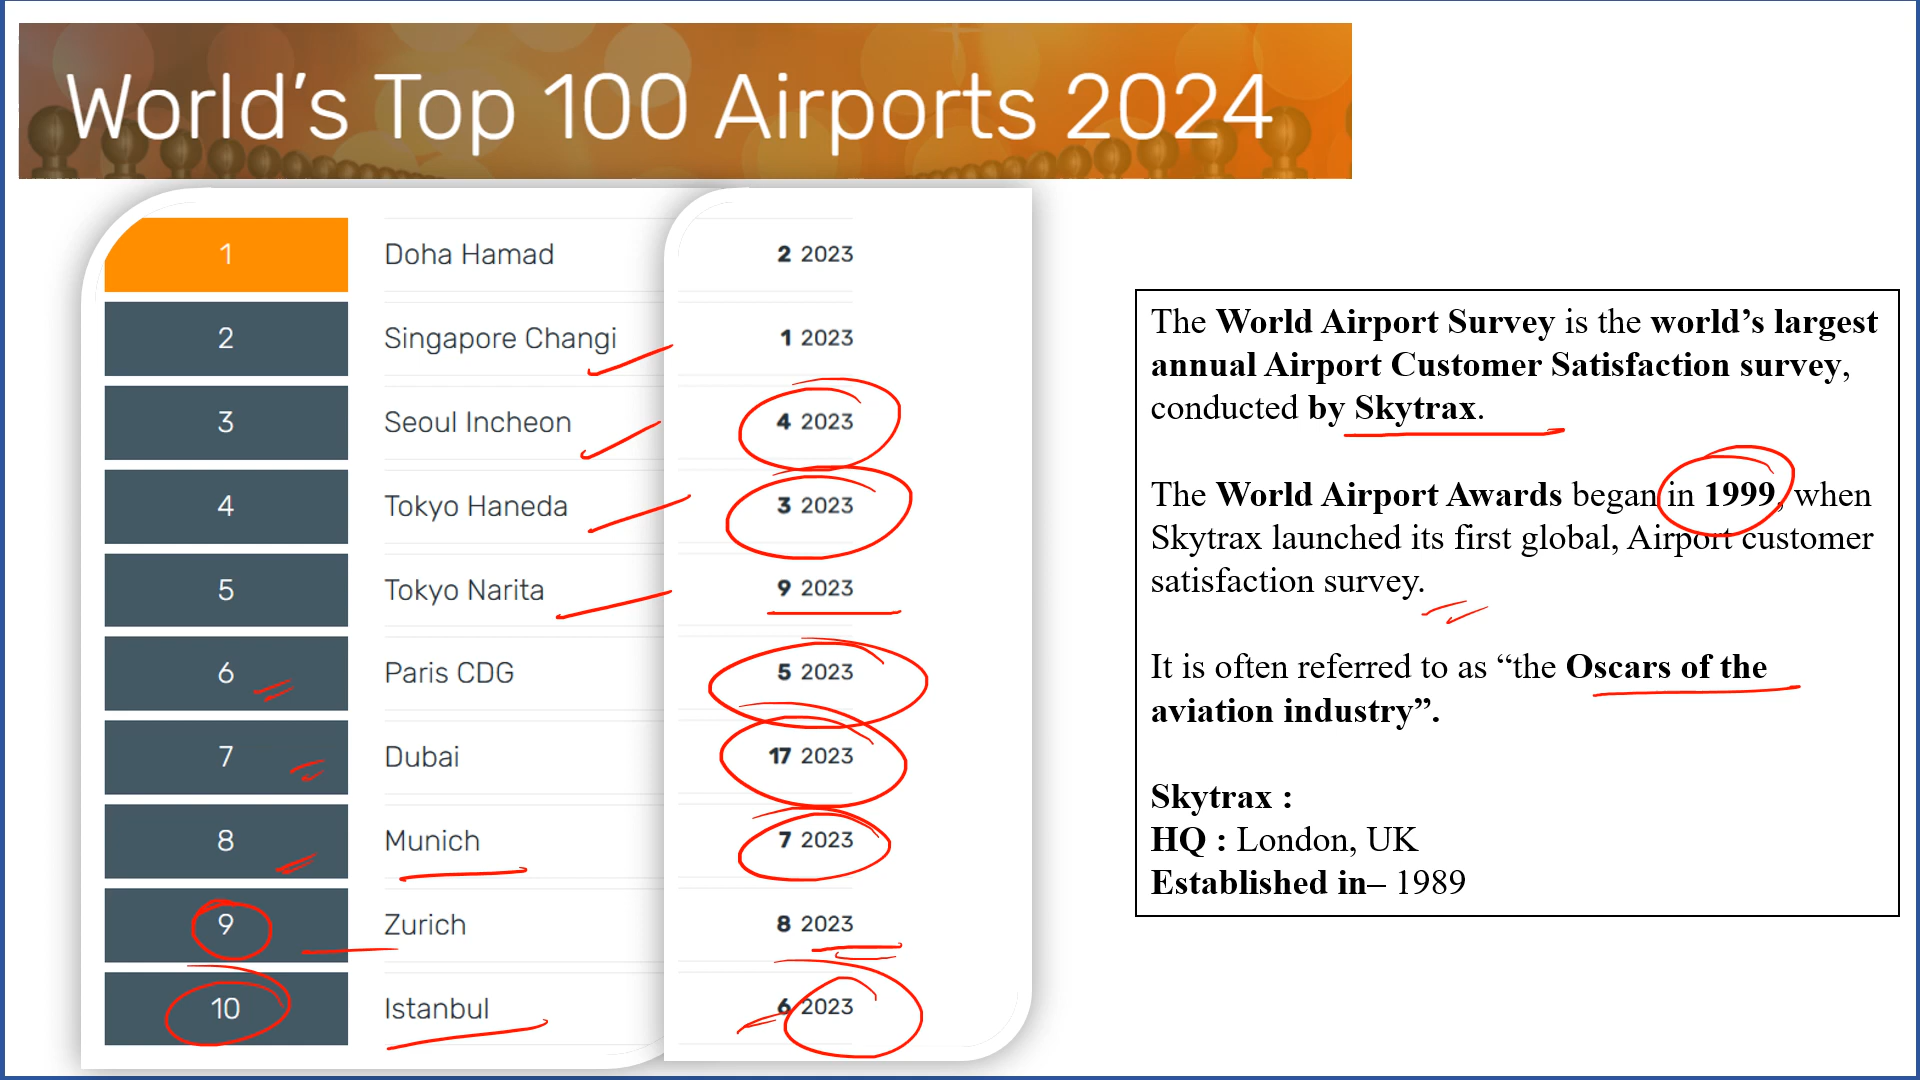 World's Top 100 Airports 2024
1 Doha Hamad 2 2023
2 Singapore Changi 1 2023
3 Seoul Incheon 4 2023
4 Tokyo Haneda 3 2023
5 Tokyo Narita 9 2023
6 Paris CDG 5 2023
7 Dubai 17 2023
8 Munich 7 2023
9 Zurich 8 2023
10 Istanbul 6 2023
The World Airport Survey is the world's largest
annual Airport Customer Satisfaction survey,
conducted by Skytrax.
The World Airport Awards began in 1999, when
Skytrax launched its first global, Airport customer
satisfaction survey.
It is often referred to as “the Oscars of the
aviation industry”.
Skytrax :
HQ : London, UK
Established in– 1989